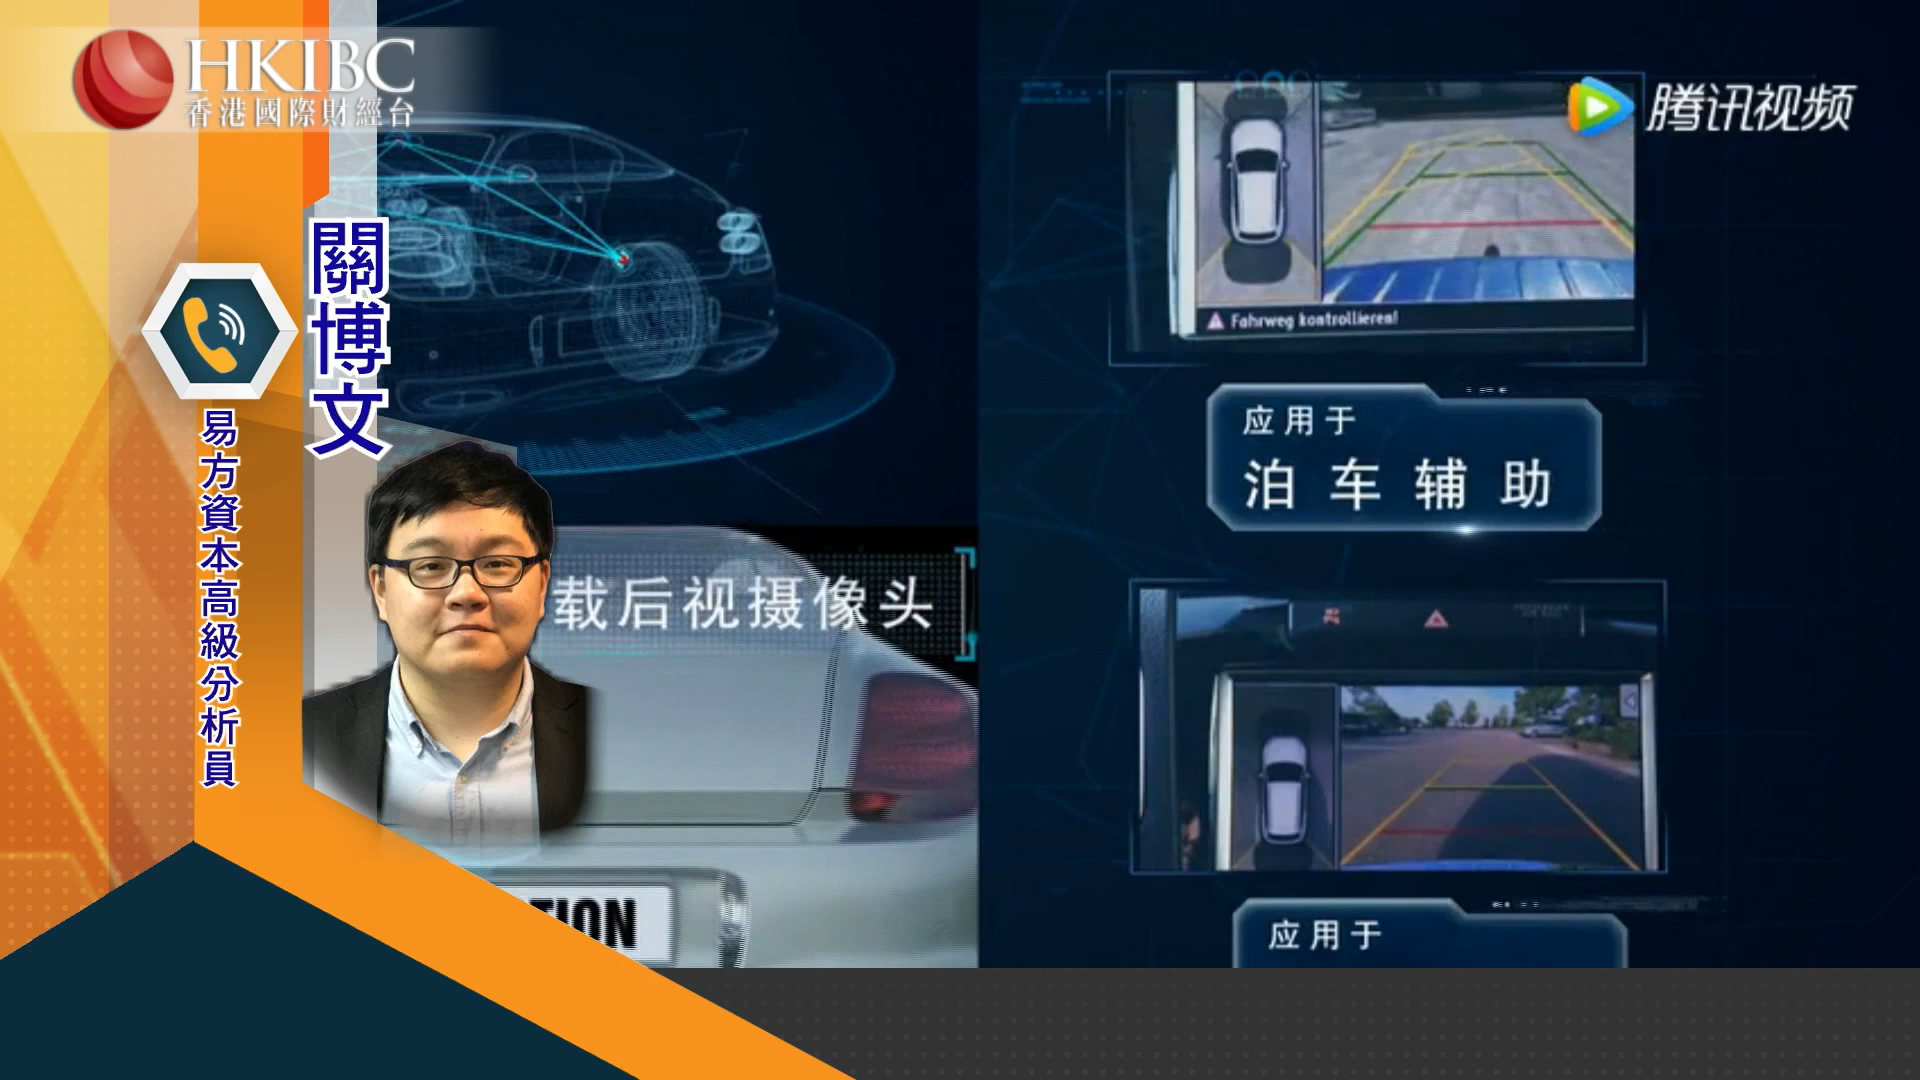 HKIBC
香港國際財經台
關博文
易方資本高級分析員
腾讯视频
Fahrweg kontrollieren!
应用于
泊车辅助
载后视摄像头
TION
应用于